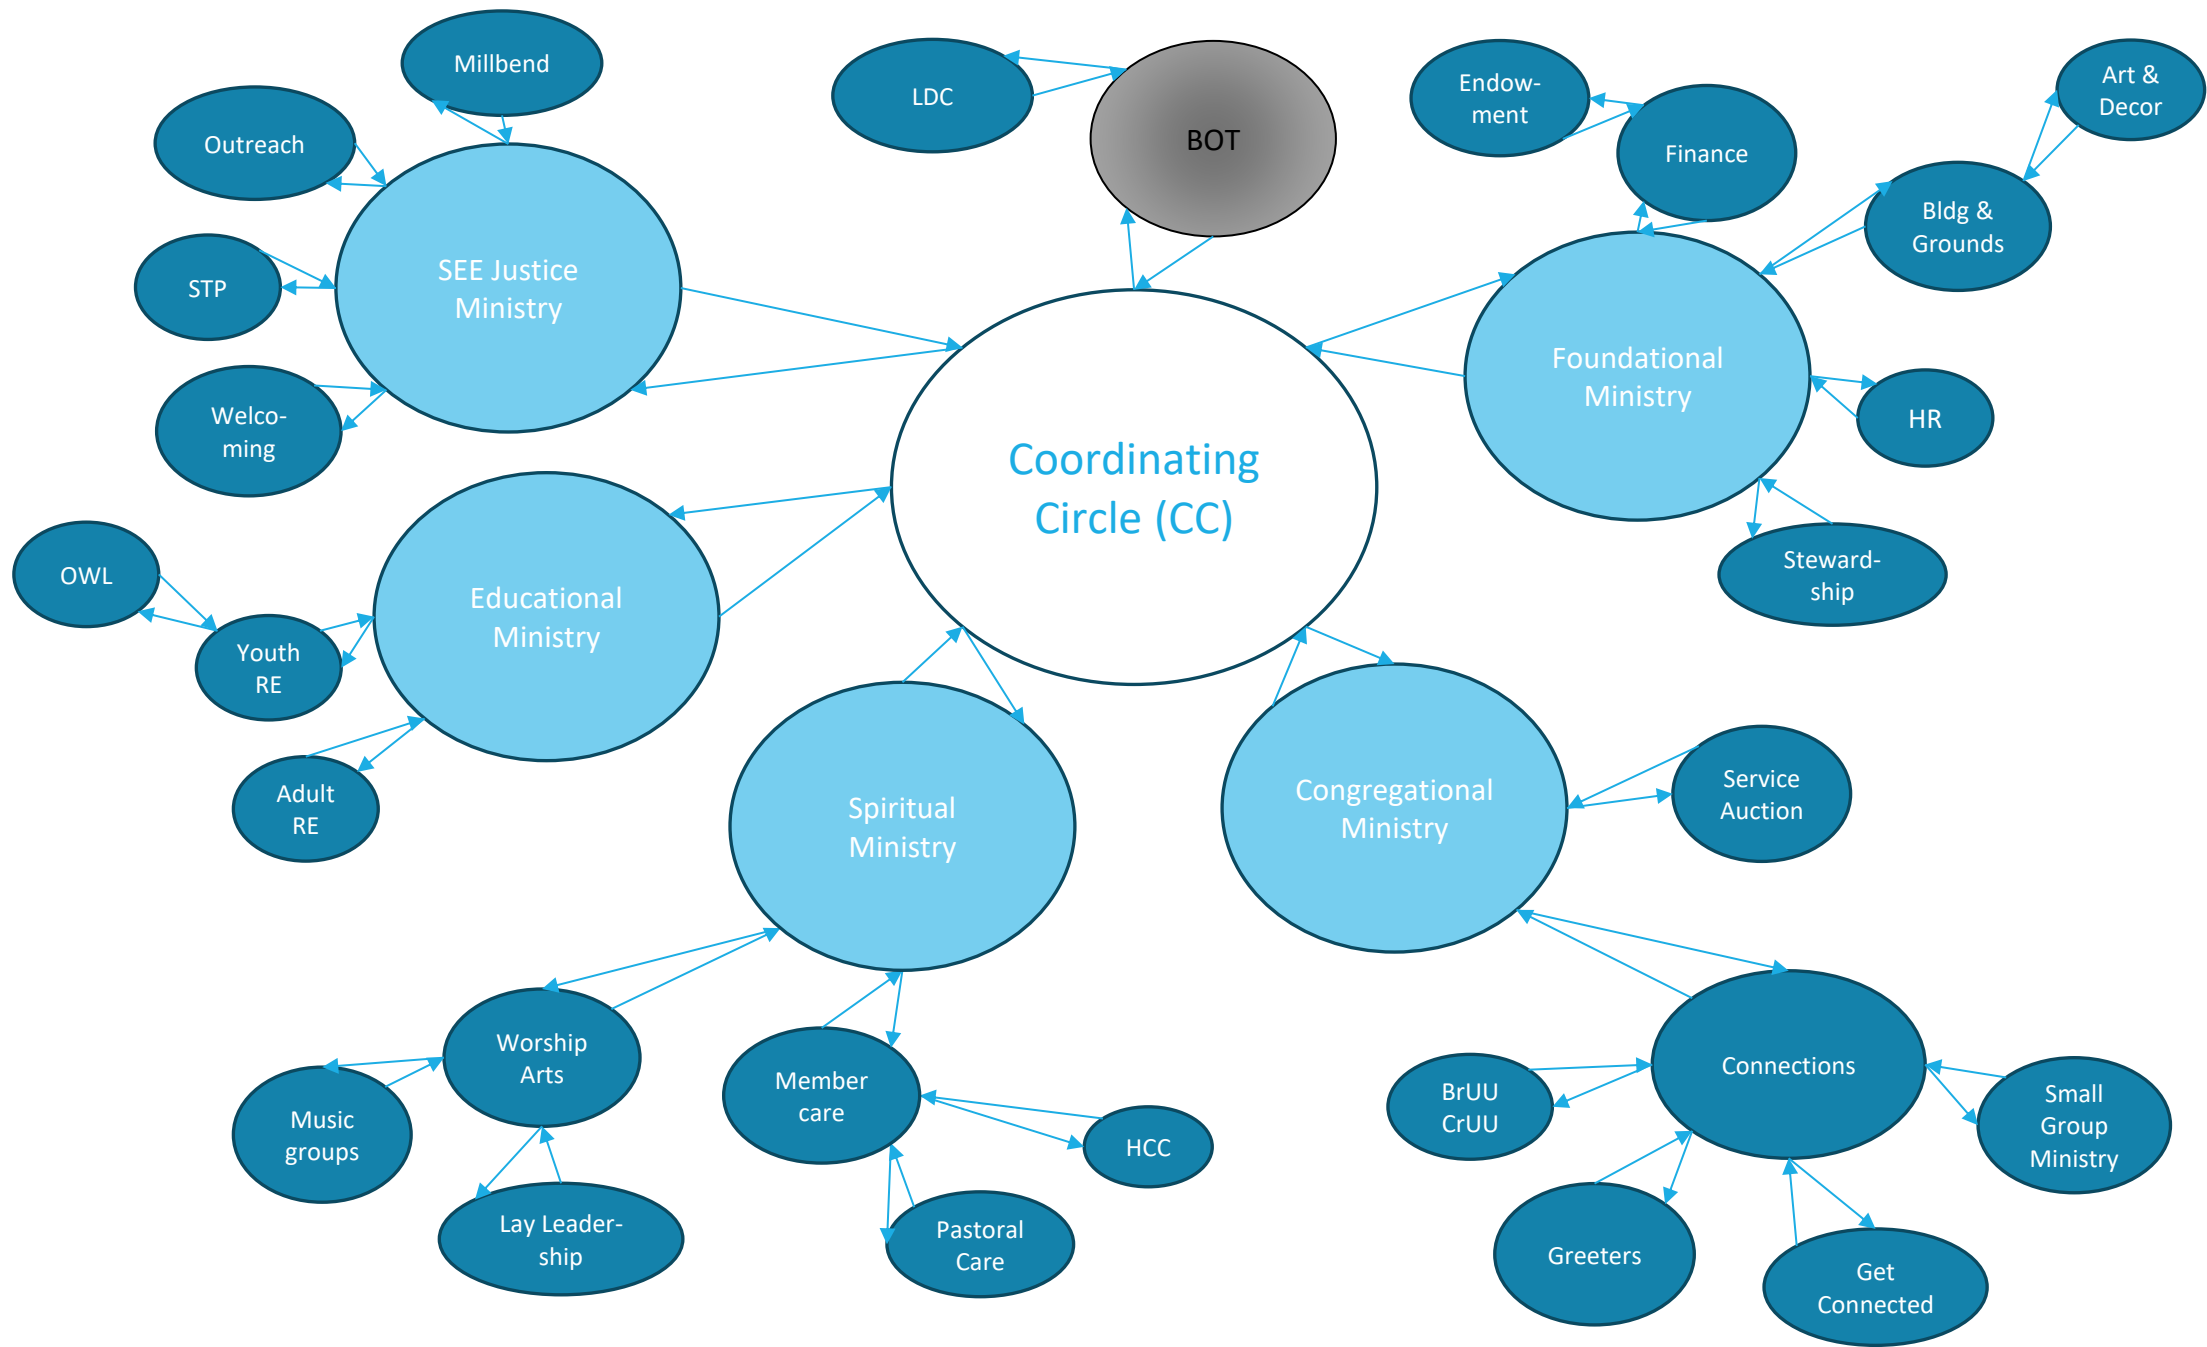 Millbend
Outreach
STP
Welco-
ming
SEE Justice
Ministry
LDC
BOT
Endow-
ment
Finance
Art &
Decor
Bldg &
Grounds
Foundational
Ministry
HR
Steward-
ship
Coordinating
Circle (CC)
OWL
Youth
RE
Adult
RE
Educational
Ministry
Spiritual
Ministry
Congregational
Ministry
Service
Auction
Worship
Arts
Music
groups
Lay Leader-
ship
Member
care
HCC
Pastoral
Care
BrUU
CrUU
Connections
Small
Group
Ministry
Greeters
Get
Connected